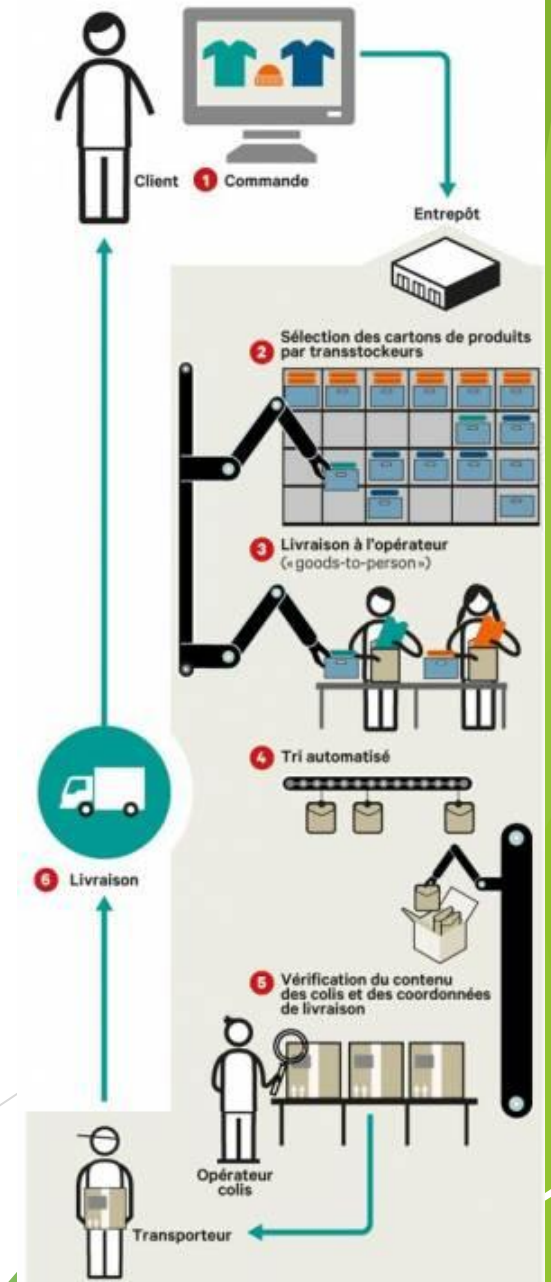 Client 1 Commande
Entrepôt
2 Sélection des cartons de produits
par transstockeurs
3 Livraison à l'opérateur
(«goods-to-person»)
4 Tri automatisé
6 Livraison
5 Vérification du contenu
des colis et des coordonnées
de livraison
Opérateur
colis
Transporteur